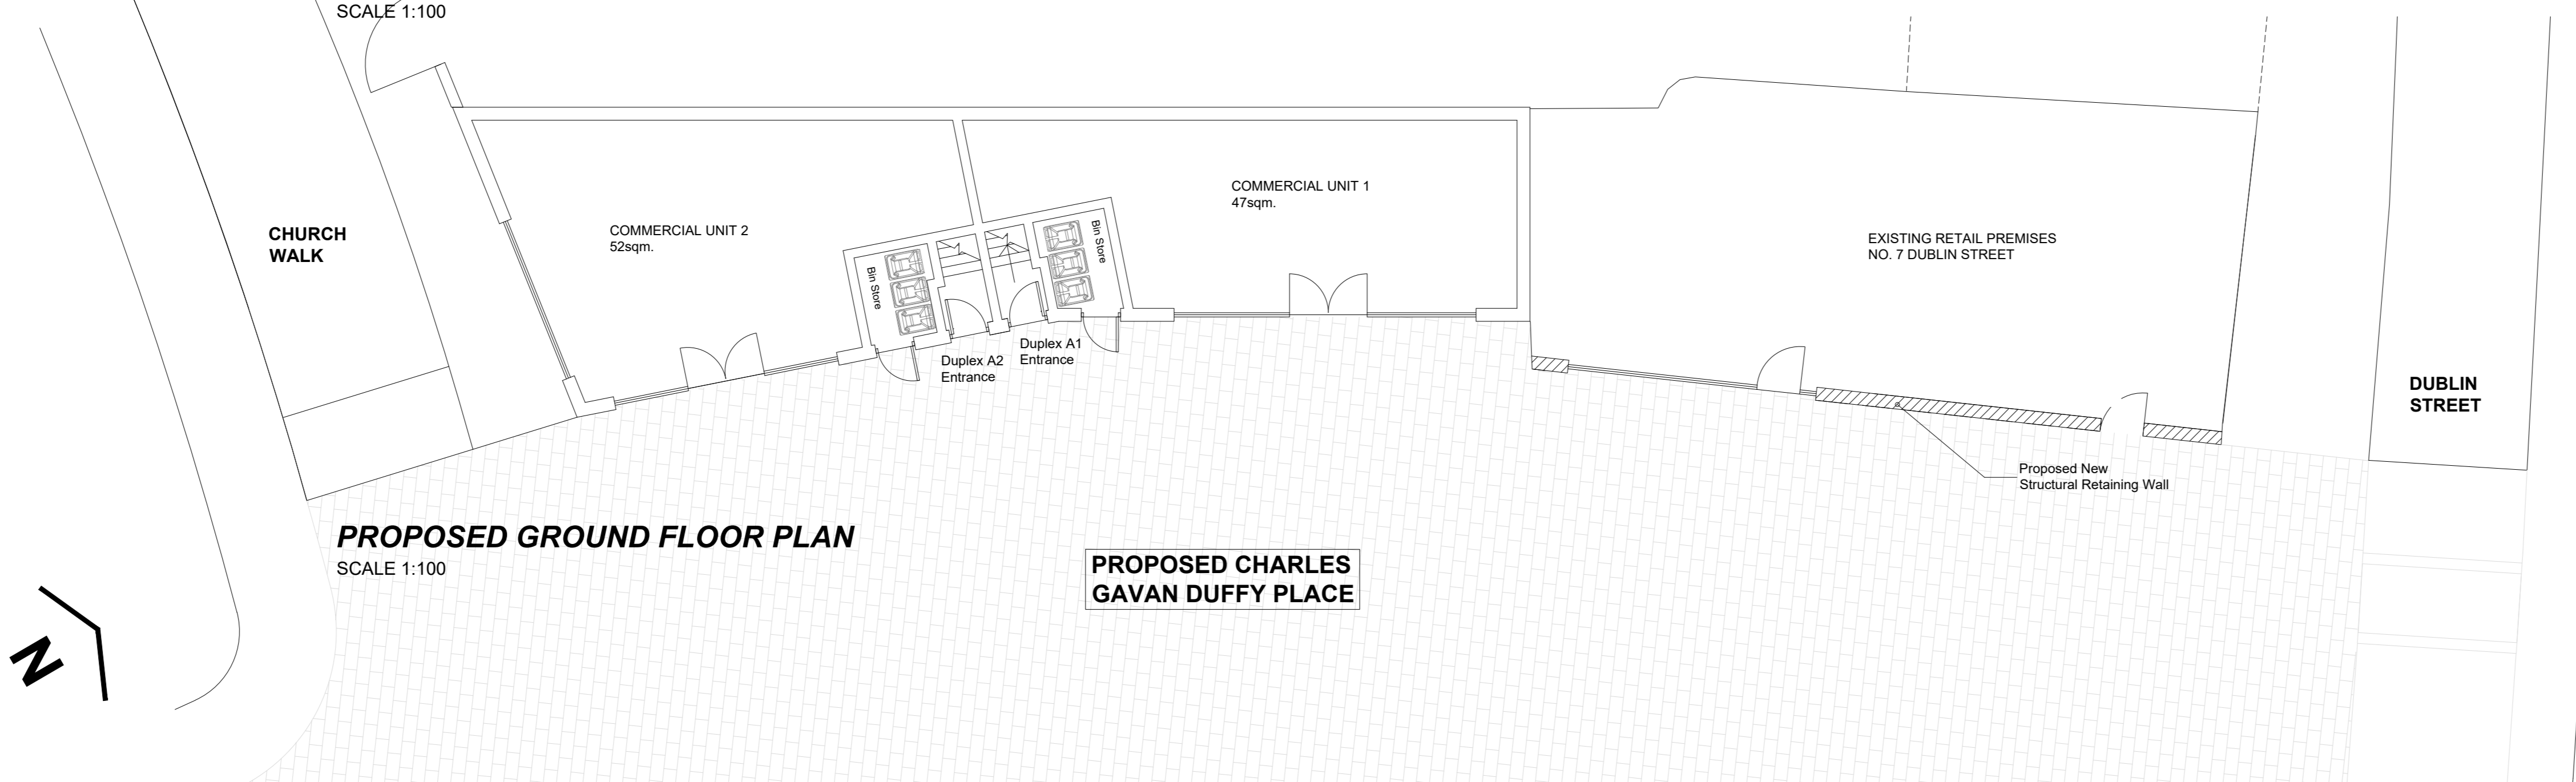 SCALE 1:100
COMMERCIAL UNIT 1
47sqm.
COMMERCIAL UNIT 2
52sqm.
CHURCH
WALK
Bin Store
Bin Store
EXISTING RETAIL PREMISES
NO. 7 DUBLIN STREET
Duplex A1
Entrance
Duplex A2
Entrance
DUBLIN
STREET
Proposed New
Structural Retaining Wall
PROPOSED GROUND FLOOR PLAN
SCALE 1:100
PROPOSED CHARLES
GAVAN DUFFY PLACE
N